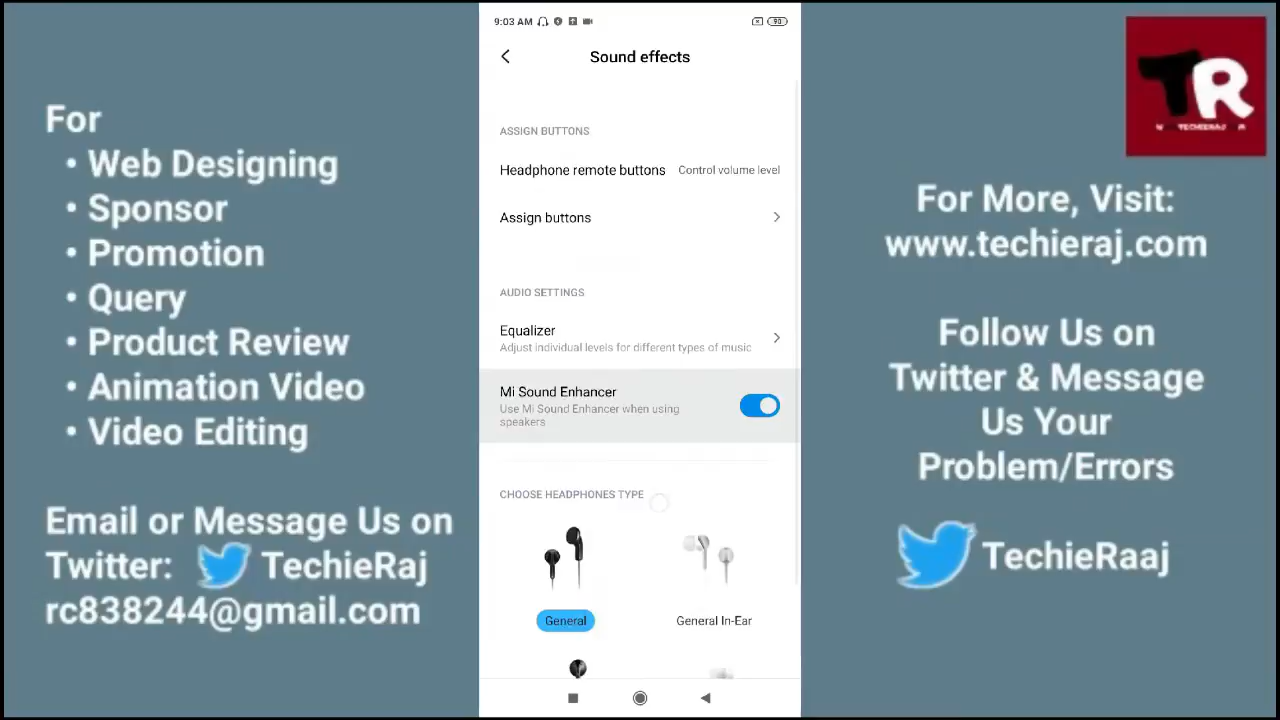 For
• Web Designing
• Sponsor
• Promotion
• Query
• Product Review
• Animation Video
• Video Editing
Email or Message Us on
Twitter: TechieRaj
rc838244@gmail.com
9:03 AM
90
Sound effects
ASSIGN BUTTONS
Headphone remote buttons Control volume level
Assign buttons
AUDIO SETTINGS
Equalizer
Adjust individual levels for different types of music
Mi Sound Enhancer
Use Mi Sound Enhancer when using
speakers
CHOOSE HEADPHONES TYPE
General
General In-Ear
TR
For More, Visit:
www.techieraj.com
Follow Us on
Twitter & Message
Us Your
Problem/Errors
TechieRaaj